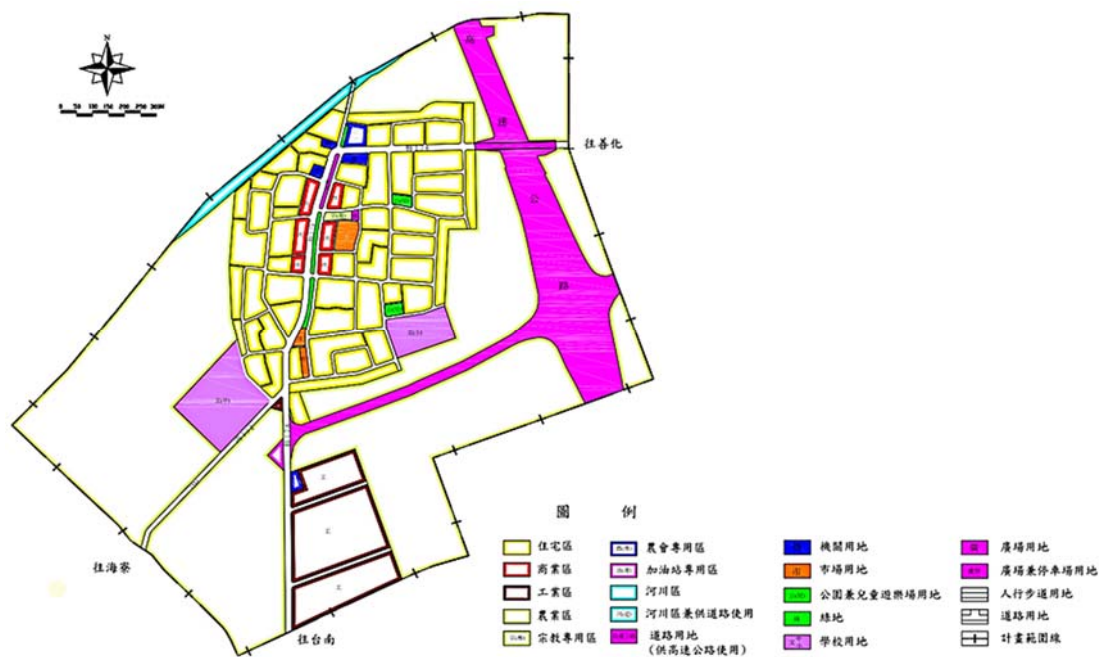 N
0 50 100 150 200 250 300M
高
速
公
路
往善化
工
工
工
往海寮
往台南
圖 例
住宅區
商業區
工業區
農業區
宗教專用區
農會專用區
加油站專用區
河川區
河川區兼供道路使用
道路用地
(供高速公路使用)
機關用地
市場用地
公園兼兒童遊樂場用地
綠地
學校用地
廣場用地
廣場兼停車場用地
人行步道用地
道路用地
計畫範圍線